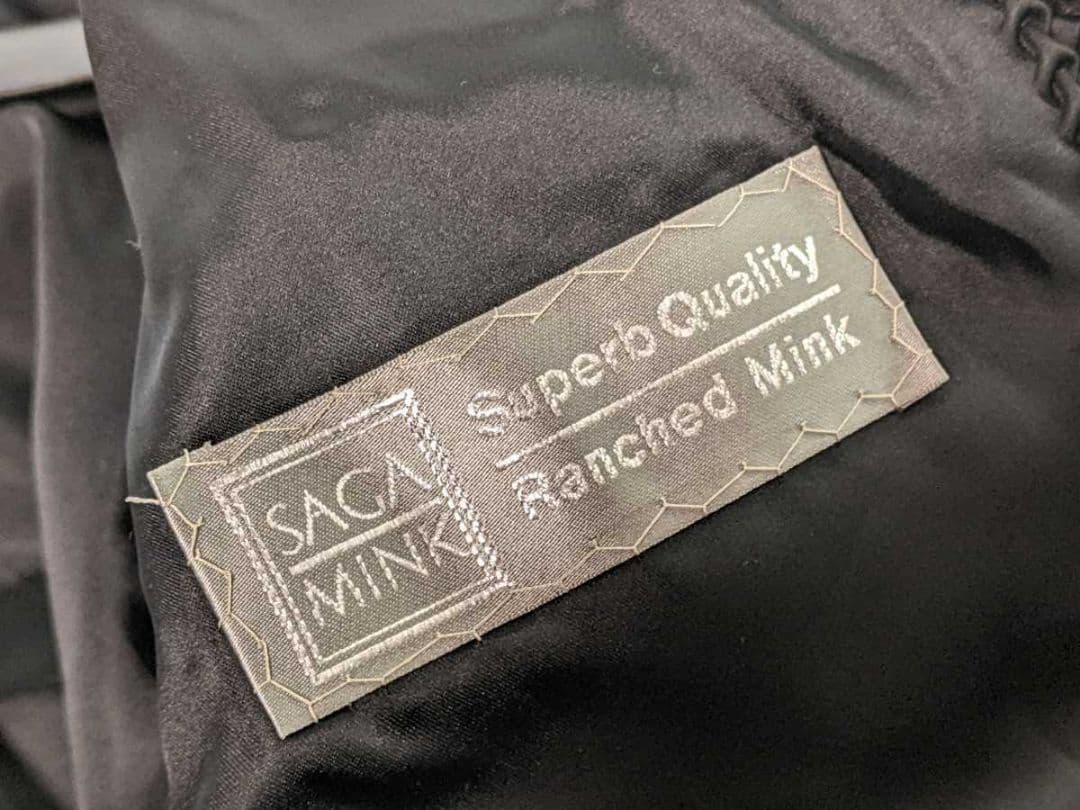 SAGA
MINK
Superb Quality
Ranched Mink